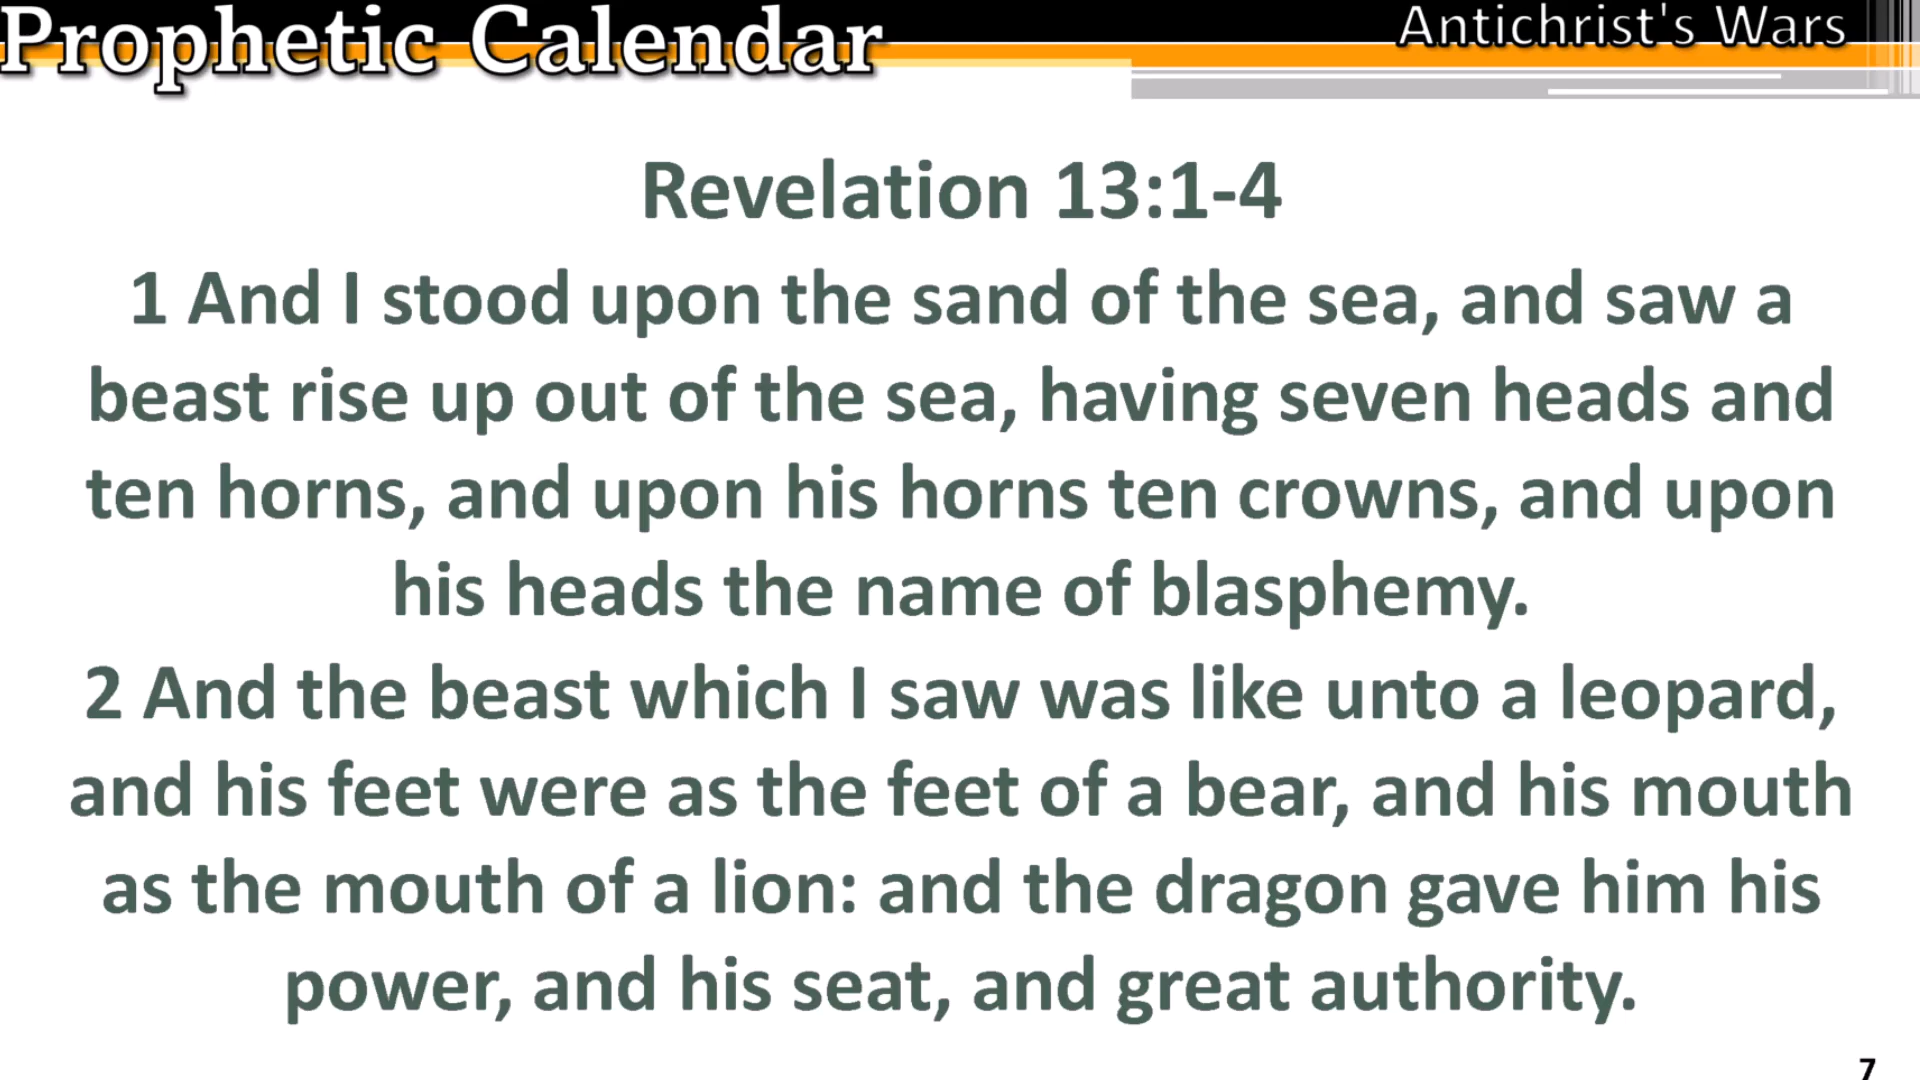 Prophetic Calendar
Antichrist's Wars
Revelation 13:1-4
1 And I stood upon the sand of the sea, and saw a
beast rise up out of the sea, having seven heads and
ten horns, and upon his horns ten crowns, and upon
his heads the name of blasphemy.
2 And the beast which I saw was like unto a leopard,
and his feet were as the feet of a bear, and his mouth
as the mouth of a lion: and the dragon gave him his
power, and his seat, and great authority.
7